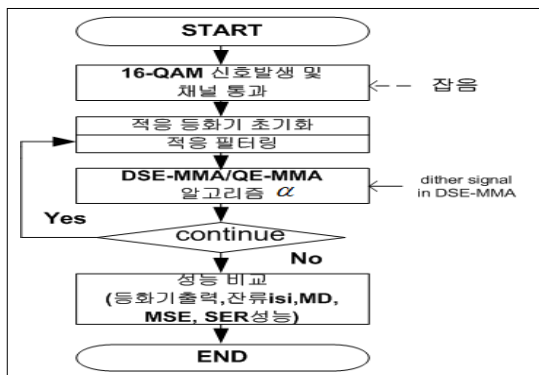 START
16-QAM 신호발생 및
채널 통과
잡음
적응 등화기 초기화
적응 필터링
DSE-MMA/QE-MMA
알고리즘 α
dither signal
in DSE-MMA
Yes
continue
No
성능 비교
(등화기출력,잔류isi,MD,
MSE, SER성능)
END